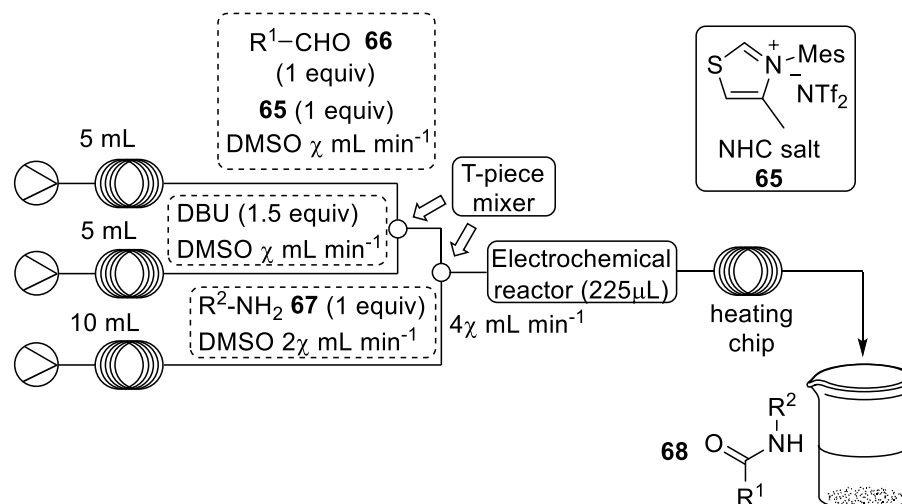 R¹–CHO 66
(1 equiv)
65 (1 equiv)
DMSO χ mL min⁻¹
S
N
+
Mes
−
NTf₂
NHC salt
65
5 mL
T-piece
mixer
DBU (1.5 equiv)
DMSO χ mL min⁻¹
5 mL
Electrochemical
reactor (225μL)
R²-NH₂ 67 (1 equiv)
DMSO 2χ mL min⁻¹
10 mL
4χ mL min⁻¹
heating
chip
R²
68
O
NH
R¹